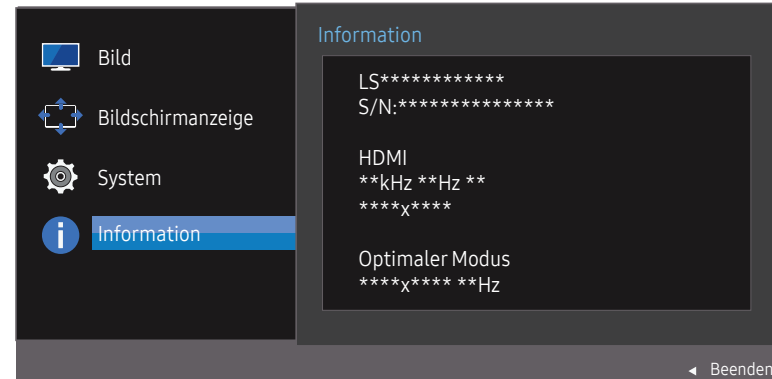 Bild
Bildschirmanzeige
System
Information
Information
LS************
S/N:***************
HDMI
**kHz **Hz **
****x****
Optimaler Modus
****x**** **Hz
◄ Beenden